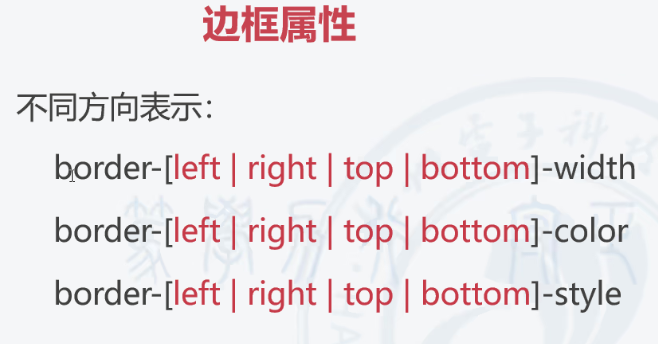 边框属性
不同方向表示：
border-[left | right | top | bottom]-width
border-[left | right | top | bottom]-color
border-[left | right | top | bottom]-style